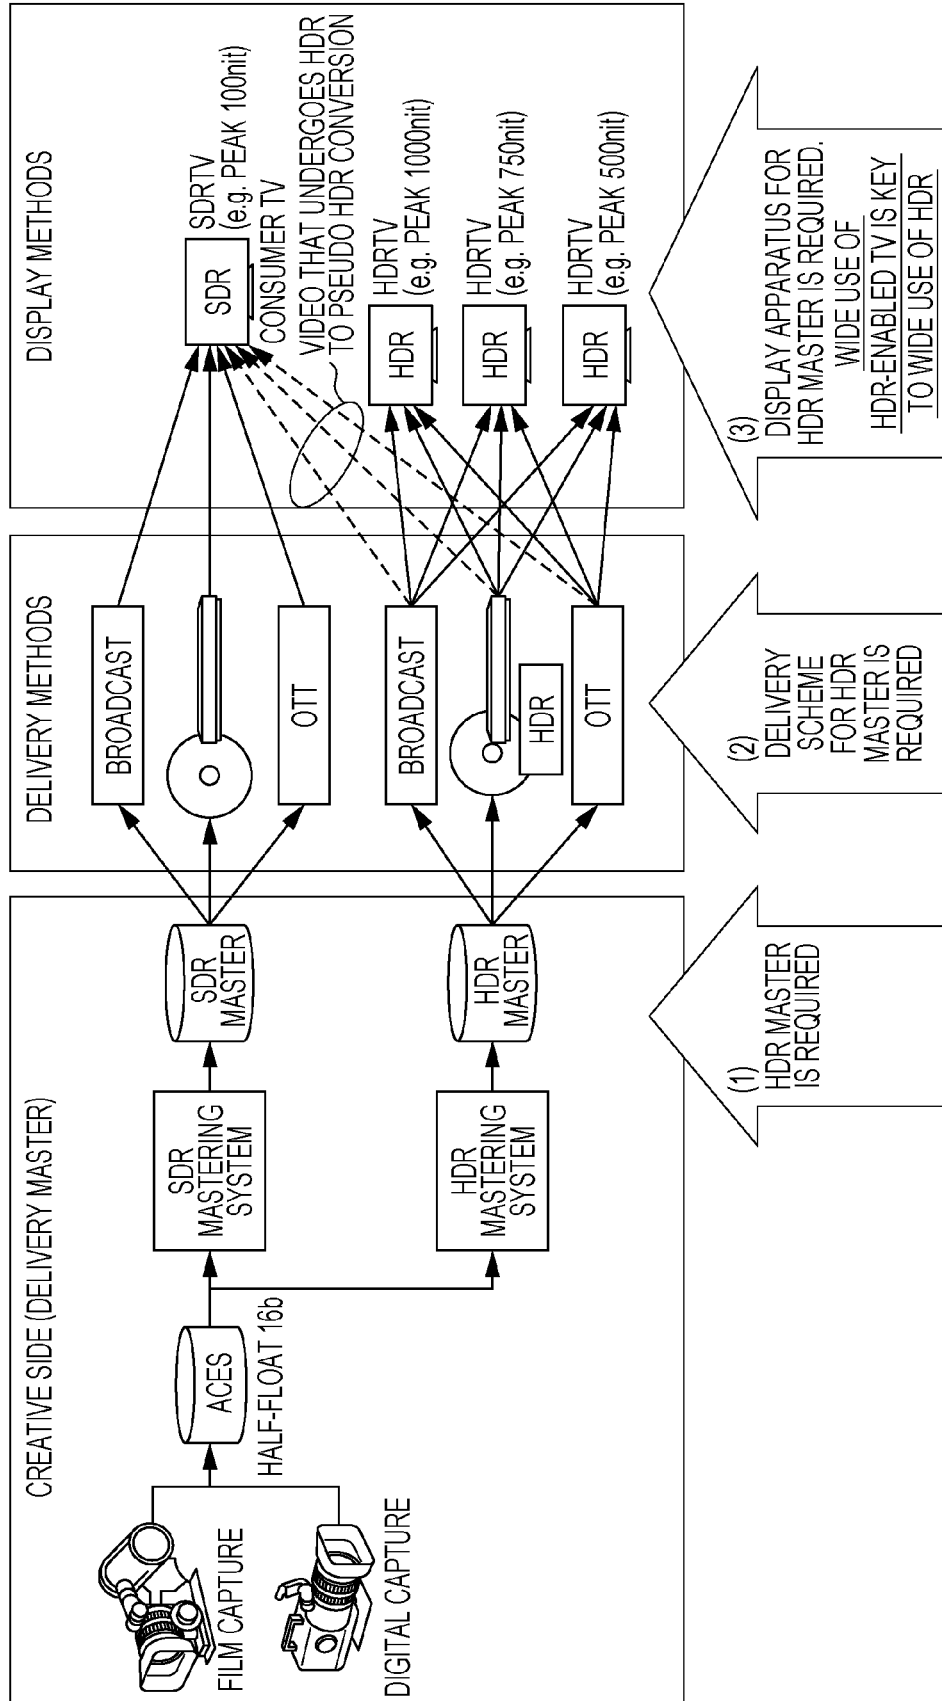 CREATIVE SIDE (DELIVERY MASTER)
FILM CAPTURE
DIGITAL CAPTURE
ACES
HALF-FLOAT 16b
SDR
MASTERING
SYSTEM
HDR
MASTERING
SYSTEM
SDR
MASTER
HDR
MASTER
DELIVERY METHODS
BROADCAST
OTT
BROADCAST
HDR
OTT
DISPLAY METHODS
SDR
SDRTV
(e.g. PEAK 100nit)
CONSUMER TV
VIDEO THAT UNDERGOES HDR
TO PSEUDO HDR CONVERSION
HDR
HDRTV
(e.g. PEAK 1000nit)
HDR
HDRTV
(e.g. PEAK 750nit)
HDR
HDRTV
(e.g. PEAK 500nit)
(1)
HDR MASTER
IS REQUIRED
(2)
DELIVERY
SCHEME
FOR HDR
MASTER IS
REQUIRED
(3)
DISPLAY APPARATUS FOR
HDR MASTER IS REQUIRED.
WIDE USE OF
HDR-ENABLED TV IS KEY
TO WIDE USE OF HDR